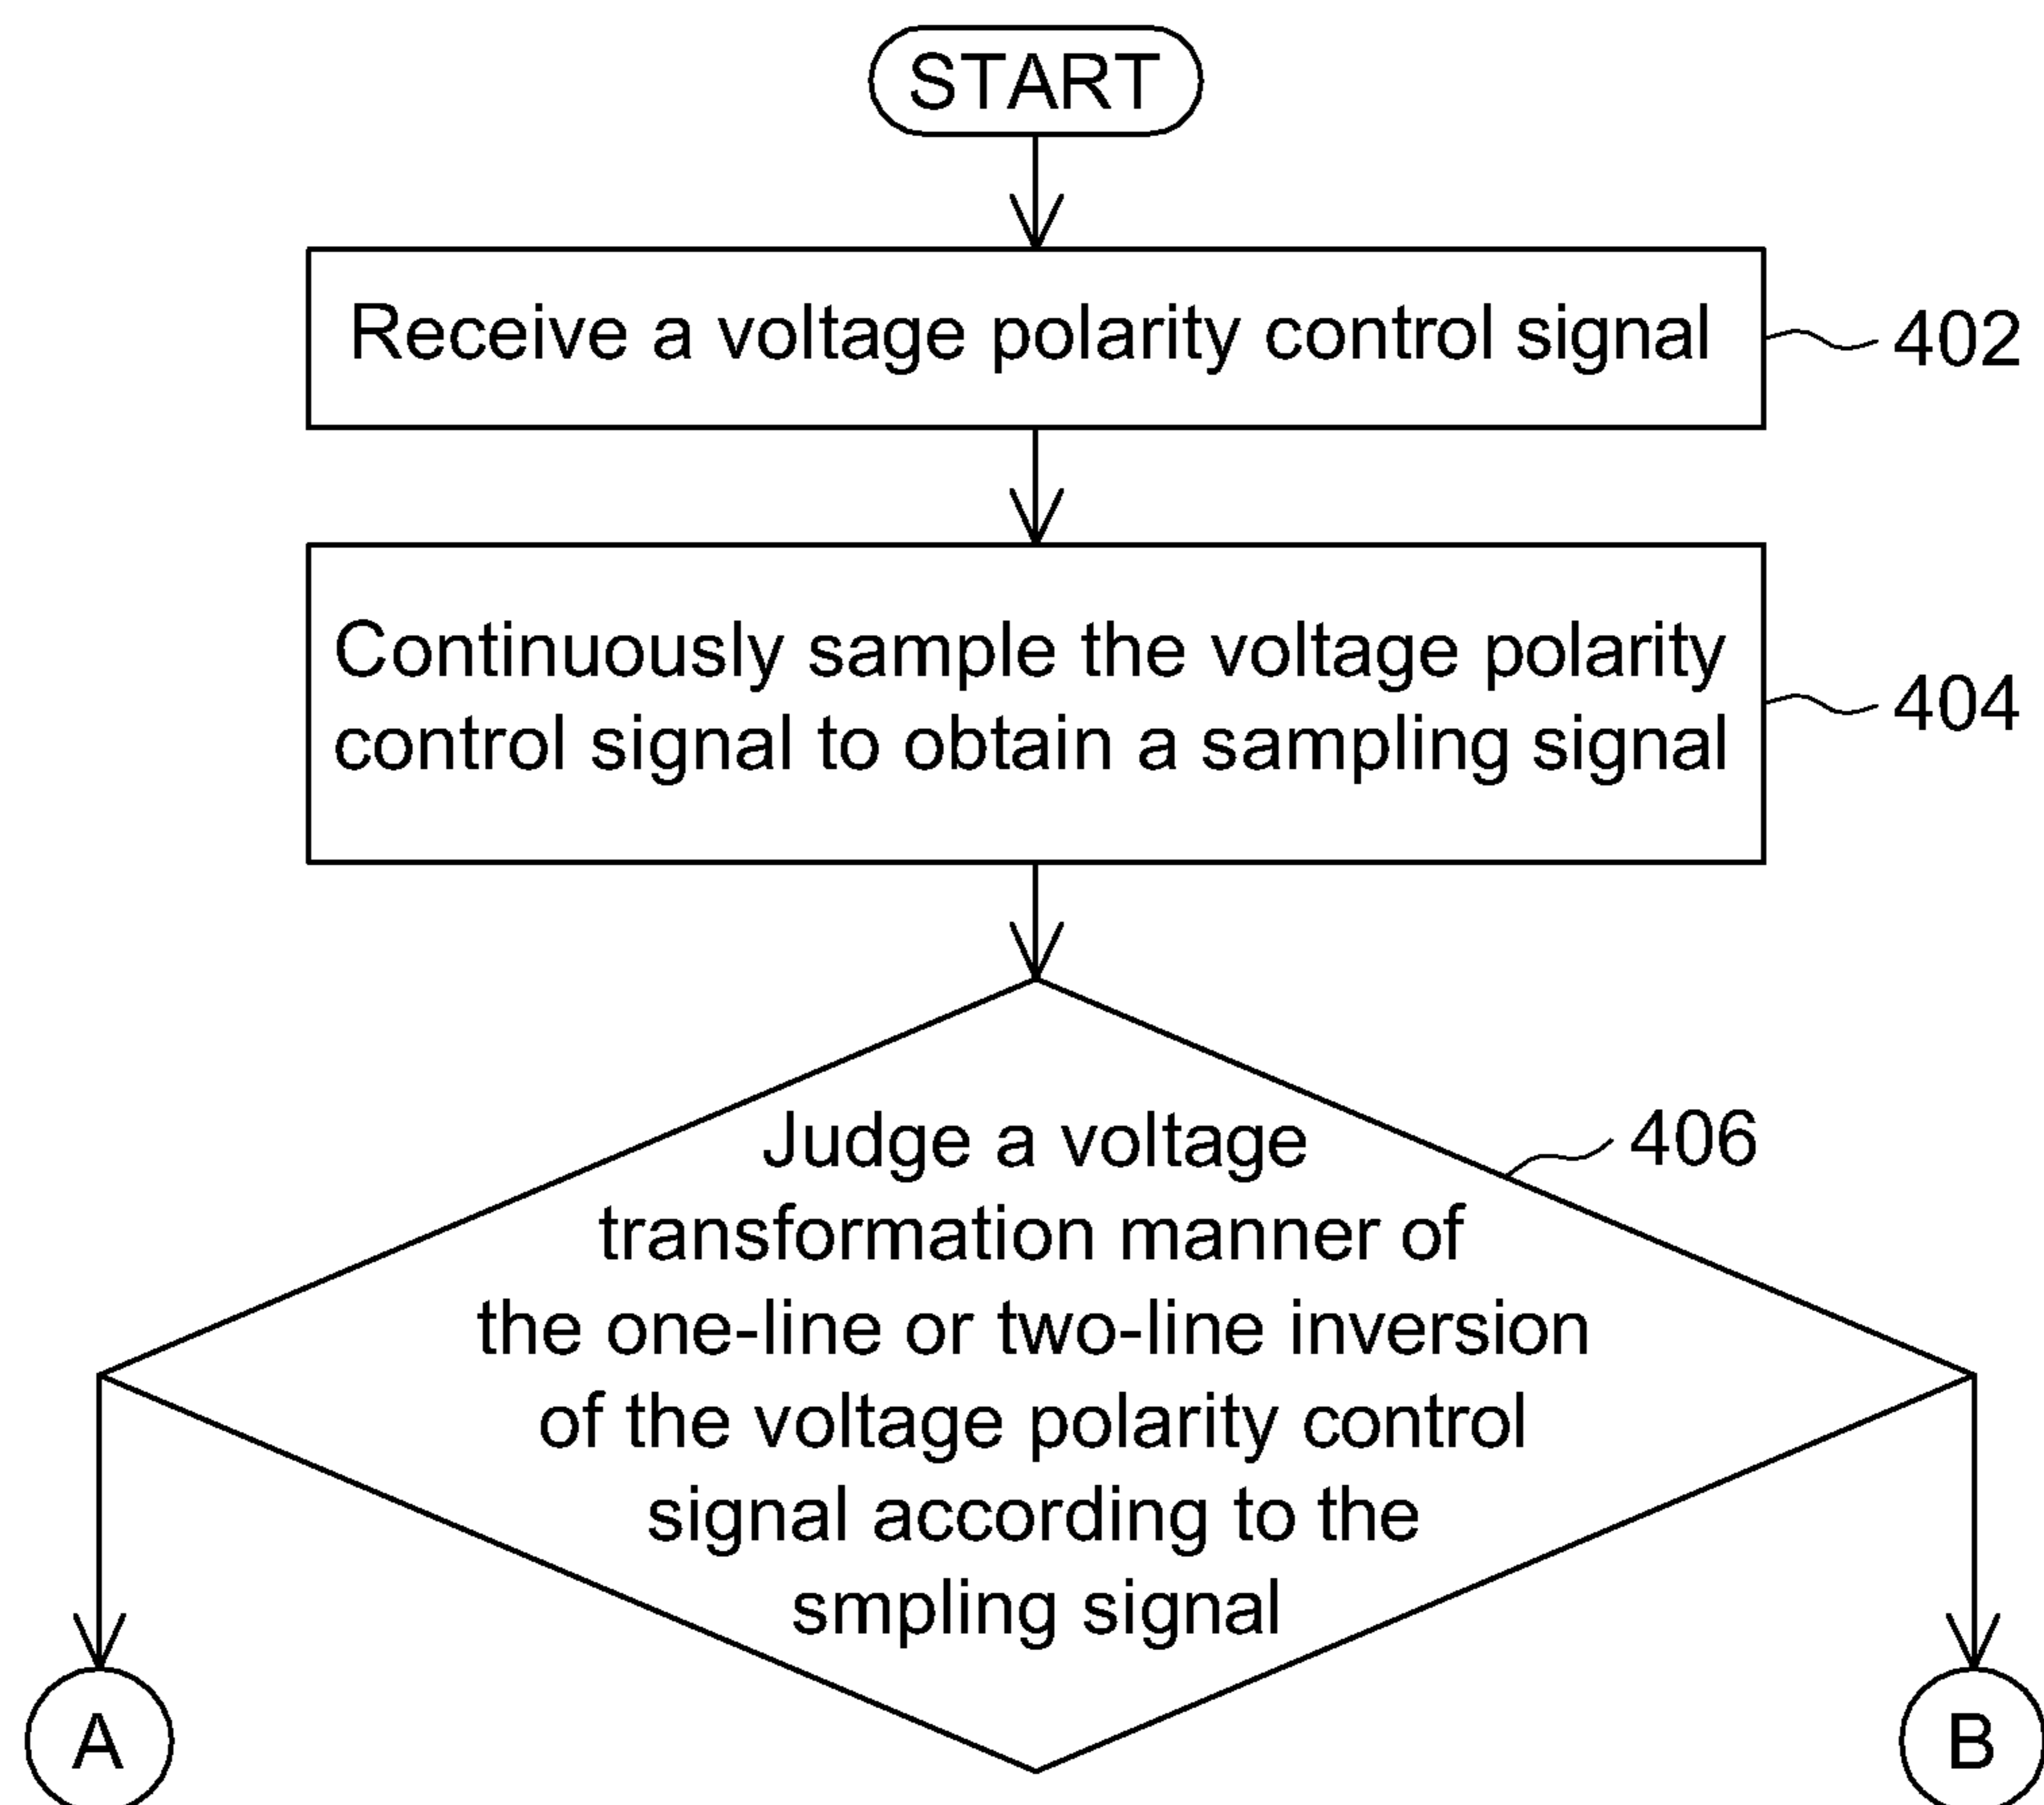 START
Receive a voltage polarity control signal
402
Continuously sample the voltage polarity
control signal to obtain a sampling signal
404
Judge a voltage
406
transformation manner of
the one-line or two-line inversion
of the voltage polarity control
signal according to the
smpling signal
A
B